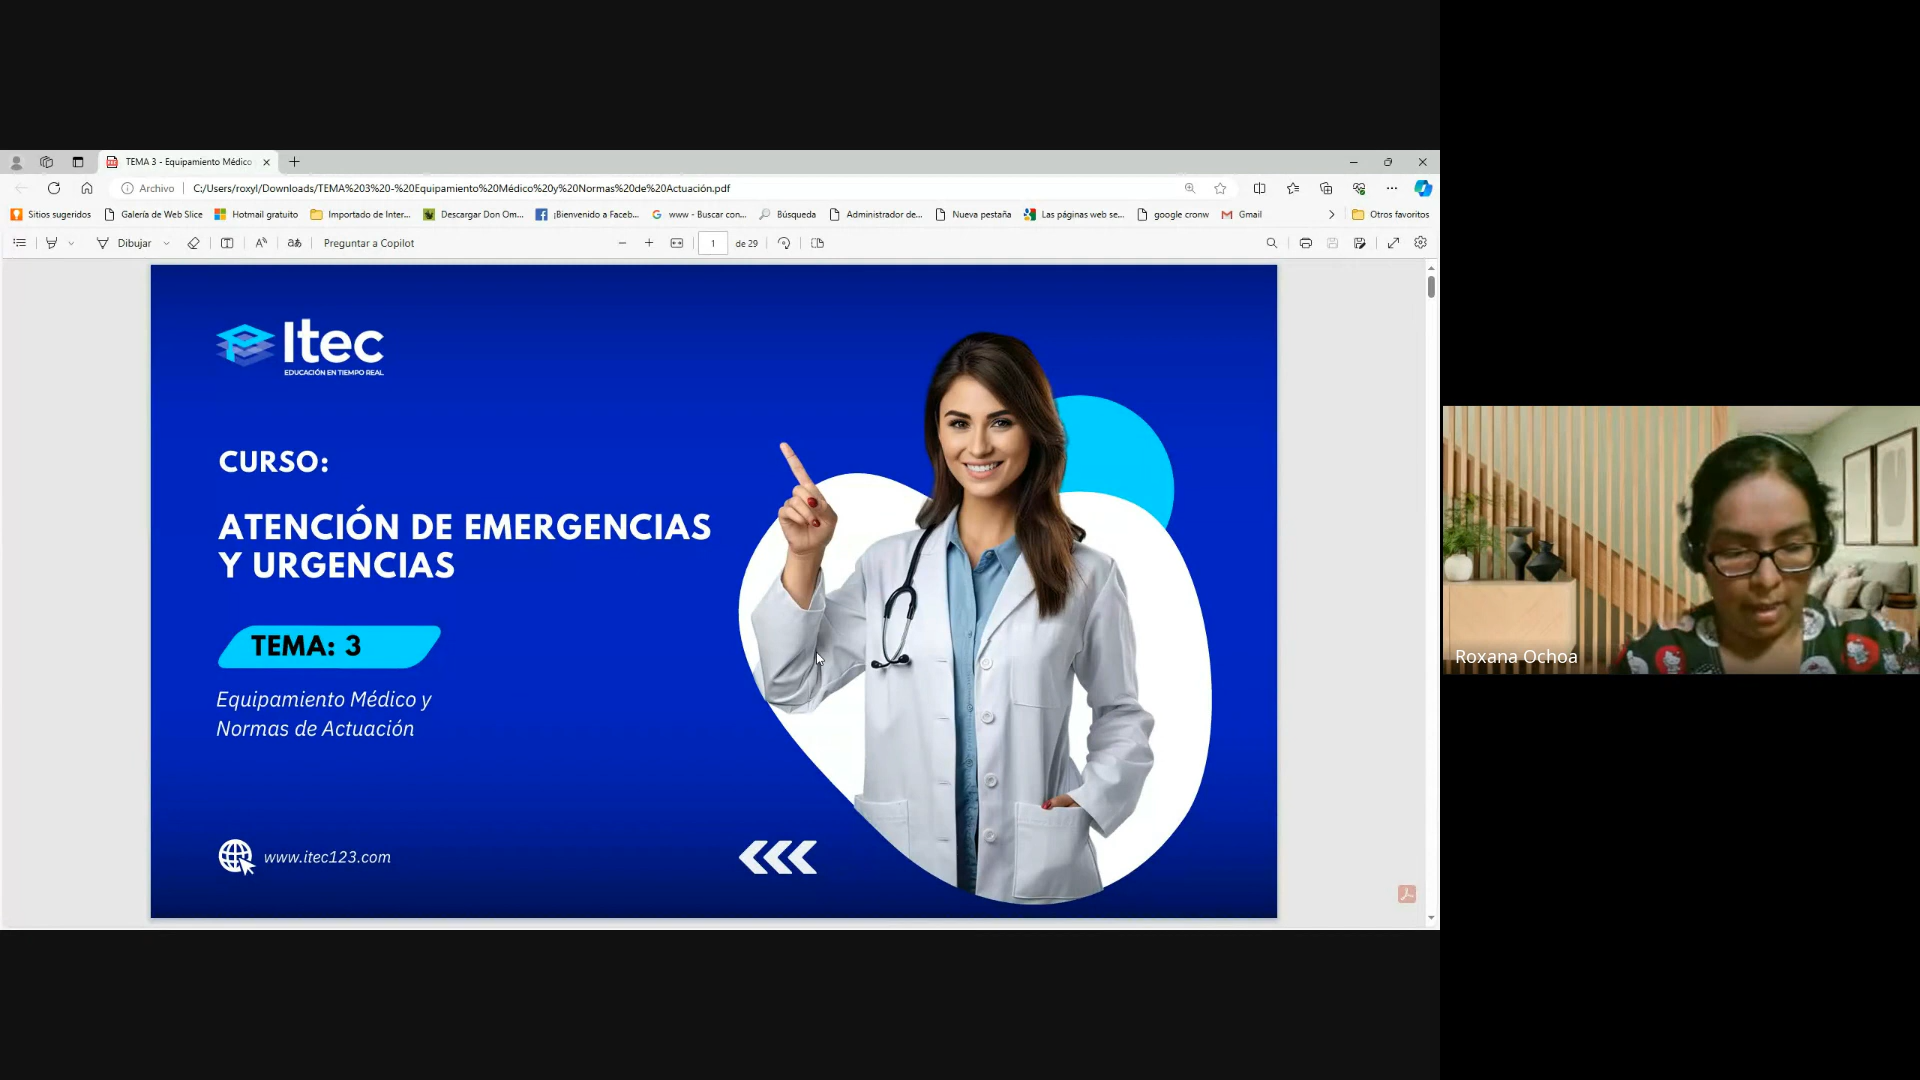 TEMA 3 - Equipamiento Médico
Archivo
C:/Users/roxyl/Downloads/TEMA%203%20-%20Equipamiento%20Médico%20y%20Normas%20de%20Actuación.pdf
Sitios sugeridos
Galería de Web Slice
Hotmail gratuito
Importado de Inter...
Descargar Don Om...
¡Bienvenido a Faceb...
www - Buscar con...
Búsqueda
Administrador de...
Nueva pestaña
Las páginas web se...
google cronw
Gmail
Otros favoritos
Dibujar
Preguntar a Copilot
1
de 29
Itec
EDUCACIÓN EN TIEMPO REAL
CURSO:
ATENCIÓN DE EMERGENCIAS
Y URGENCIAS
TEMA: 3
Equipamiento Médico y
Normas de Actuación
www.itec123.com
Roxana Ochoa